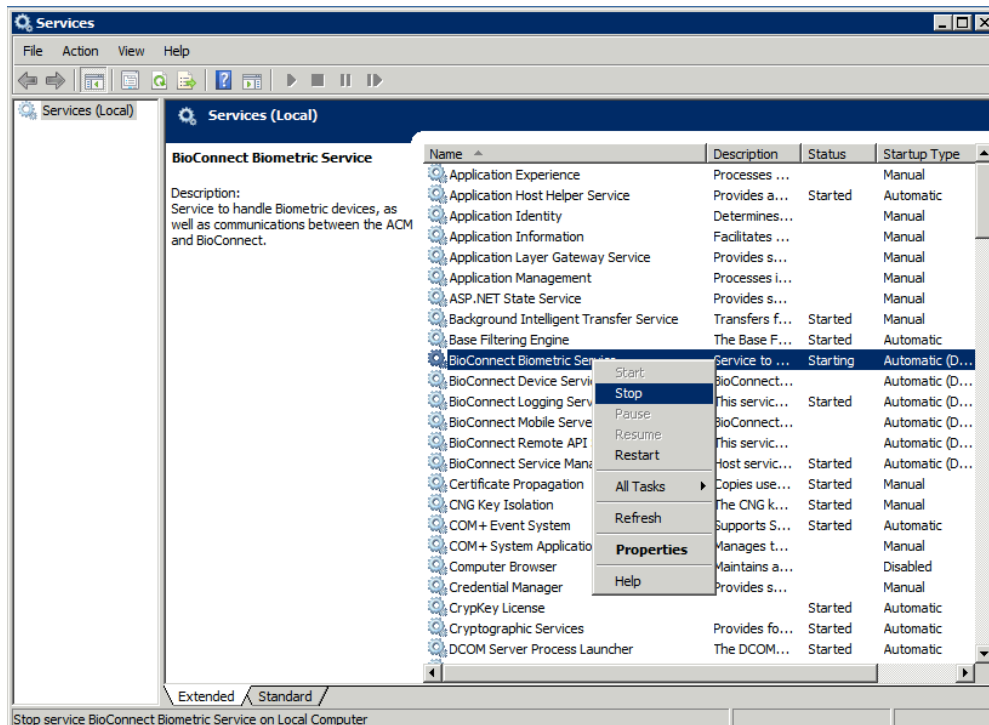 Services
File Action View Help
Services (Local)
Services (Local)
BioConnect Biometric Service
Description:
Service to handle Biometric devices, as
well as communications between the ACM
and BioConnect.
Name Description Status Startup Type
Application Experience Processes ... Manual
Application Host Helper Service Provides a... Started Automatic
Application Identity Determines... Manual
Application Information Facilitates ... Manual
Application Layer Gateway Service Provides s... Manual
Application Management Processes i... Manual
ASP.NET State Service Provides s... Manual
Background Intelligent Transfer Service Transfers f... Started Manual
Base Filtering Engine The Base F... Started Automatic
BioConnect Biometric Service Service to ... Starting Automatic (D...
BioConnect Device Servi BioConnect... Automatic (D...
BioConnect Logging Serv This servic... Started Automatic (D...
BioConnect Mobile Serve BioConnect... Automatic (D...
BioConnect Remote API This servic... Automatic (D...
BioConnect Service Mana Host servic... Started Automatic (D...
Certificate Propagation Copies use... Started Manual
CNG Key Isolation The CNG k... Started Manual
COM+ Event System Supports S... Started Automatic
COM+ System Applicatio Manages t... Manual
Computer Browser Maintains a... Disabled
Credential Manager Provides s... Manual
CrypKey License Started Automatic
Cryptographic Services Provides fo... Started Automatic
DCOM Server Process Launcher The DCOM... Started Automatic
Start
Stop
Pause
Resume
Restart
All Tasks
Refresh
Properties
Help
Extended Standard
Stop service BioConnect Biometric Service on Local Computer